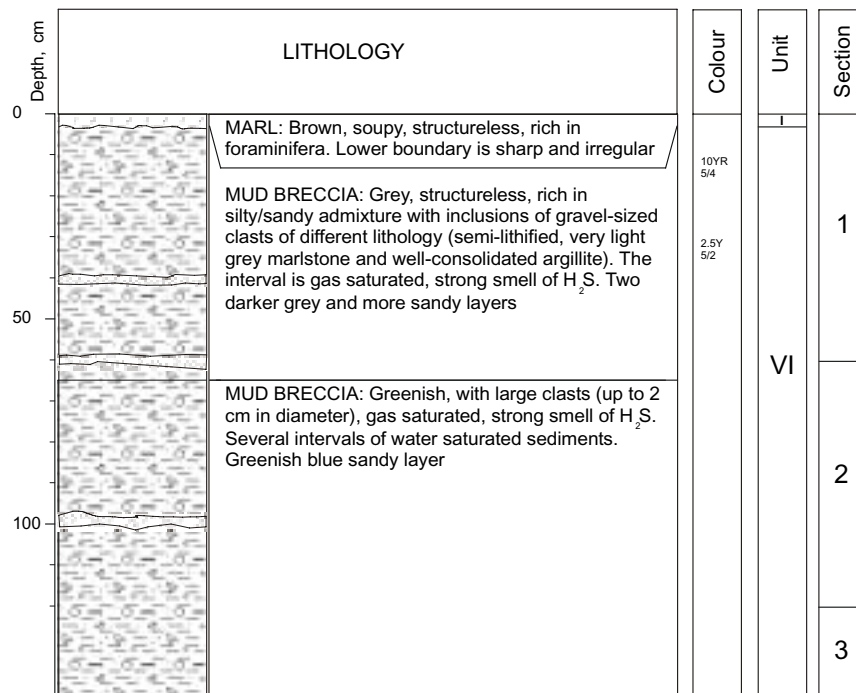 Depth, cm
LITHOLOGY
Colour
Unit
Section
0
50
100
MARL: Brown, soupy, structureless, rich in
foraminifera. Lower boundary is sharp and irregular
MUD BRECCIA: Grey, structureless, rich in
silty/sandy admixture with inclusions of gravel-sized
clasts of different lithology (semi-lithified, very light
grey marlstone and well-consolidated argillite). The
interval is gas saturated, strong smell of H₂S. Two
darker grey and more sandy layers
MUD BRECCIA: Greenish, with large clasts (up to 2
cm in diameter), gas saturated, strong smell of H₂S.
Several intervals of water saturated sediments.
Greenish blue sandy layer
10YR
5/4
2.5Y
5/2
I
VI
1
2
3